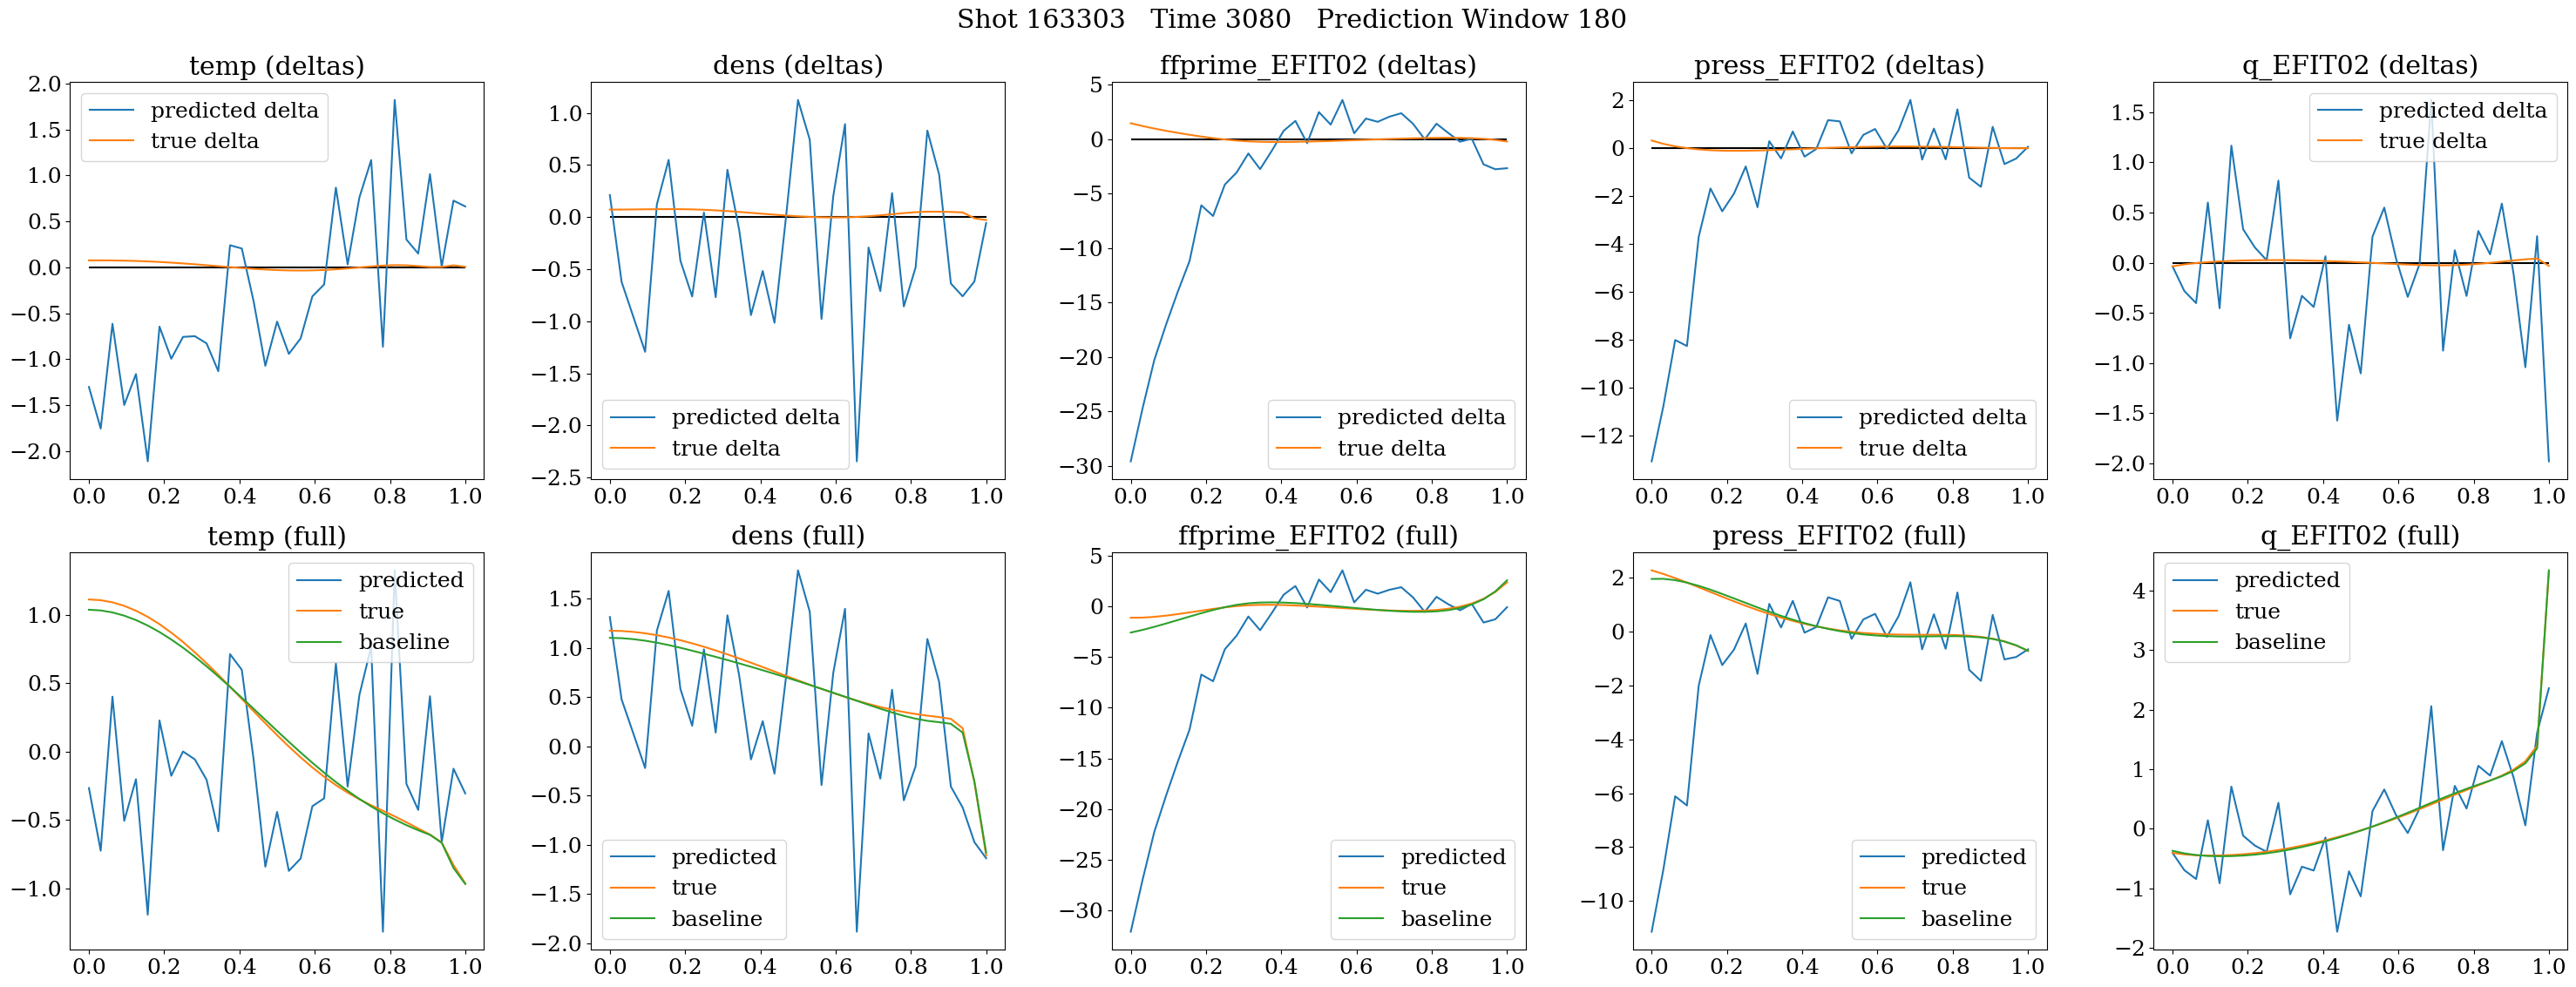 Shot 163303   Time 3080   Prediction Window 180
temp (deltas)
2.0
1.5
1.0
0.5
0.0
−0.5
−1.0
−1.5
−2.0
predicted delta
true delta
0.0 0.2 0.4 0.6 0.8 1.0
dens (deltas)
1.0
0.5
0.0
−0.5
−1.0
−1.5
−2.0
−2.5
predicted delta
true delta
0.0 0.2 0.4 0.6 0.8 1.0
ffprime_EFIT02 (deltas)
5
0
−5
−10
−15
−20
−25
−30
predicted delta
true delta
0.0 0.2 0.4 0.6 0.8 1.0
press_EFIT02 (deltas)
2
0
−2
−4
−6
−8
−10
−12
predicted delta
true delta
0.0 0.2 0.4 0.6 0.8 1.0
q_EFIT02 (deltas)
1.5
1.0
0.5
0.0
−0.5
−1.0
−1.5
−2.0
predicted delta
true delta
0.0 0.2 0.4 0.6 0.8 1.0
temp (full)
1.0
0.5
0.0
−0.5
−1.0
predicted
true
baseline
0.0 0.2 0.4 0.6 0.8 1.0
dens (full)
1.5
1.0
0.5
0.0
−0.5
−1.0
−1.5
−2.0
predicted
true
baseline
0.0 0.2 0.4 0.6 0.8 1.0
ffprime_EFIT02 (full)
5
0
−5
−10
−15
−20
−25
−30
predicted
true
baseline
0.0 0.2 0.4 0.6 0.8 1.0
press_EFIT02 (full)
2
0
−2
−4
−6
−8
−10
predicted
true
baseline
0.0 0.2 0.4 0.6 0.8 1.0
q_EFIT02 (full)
4
3
2
1
0
−1
−2
predicted
true
baseline
0.0 0.2 0.4 0.6 0.8 1.0